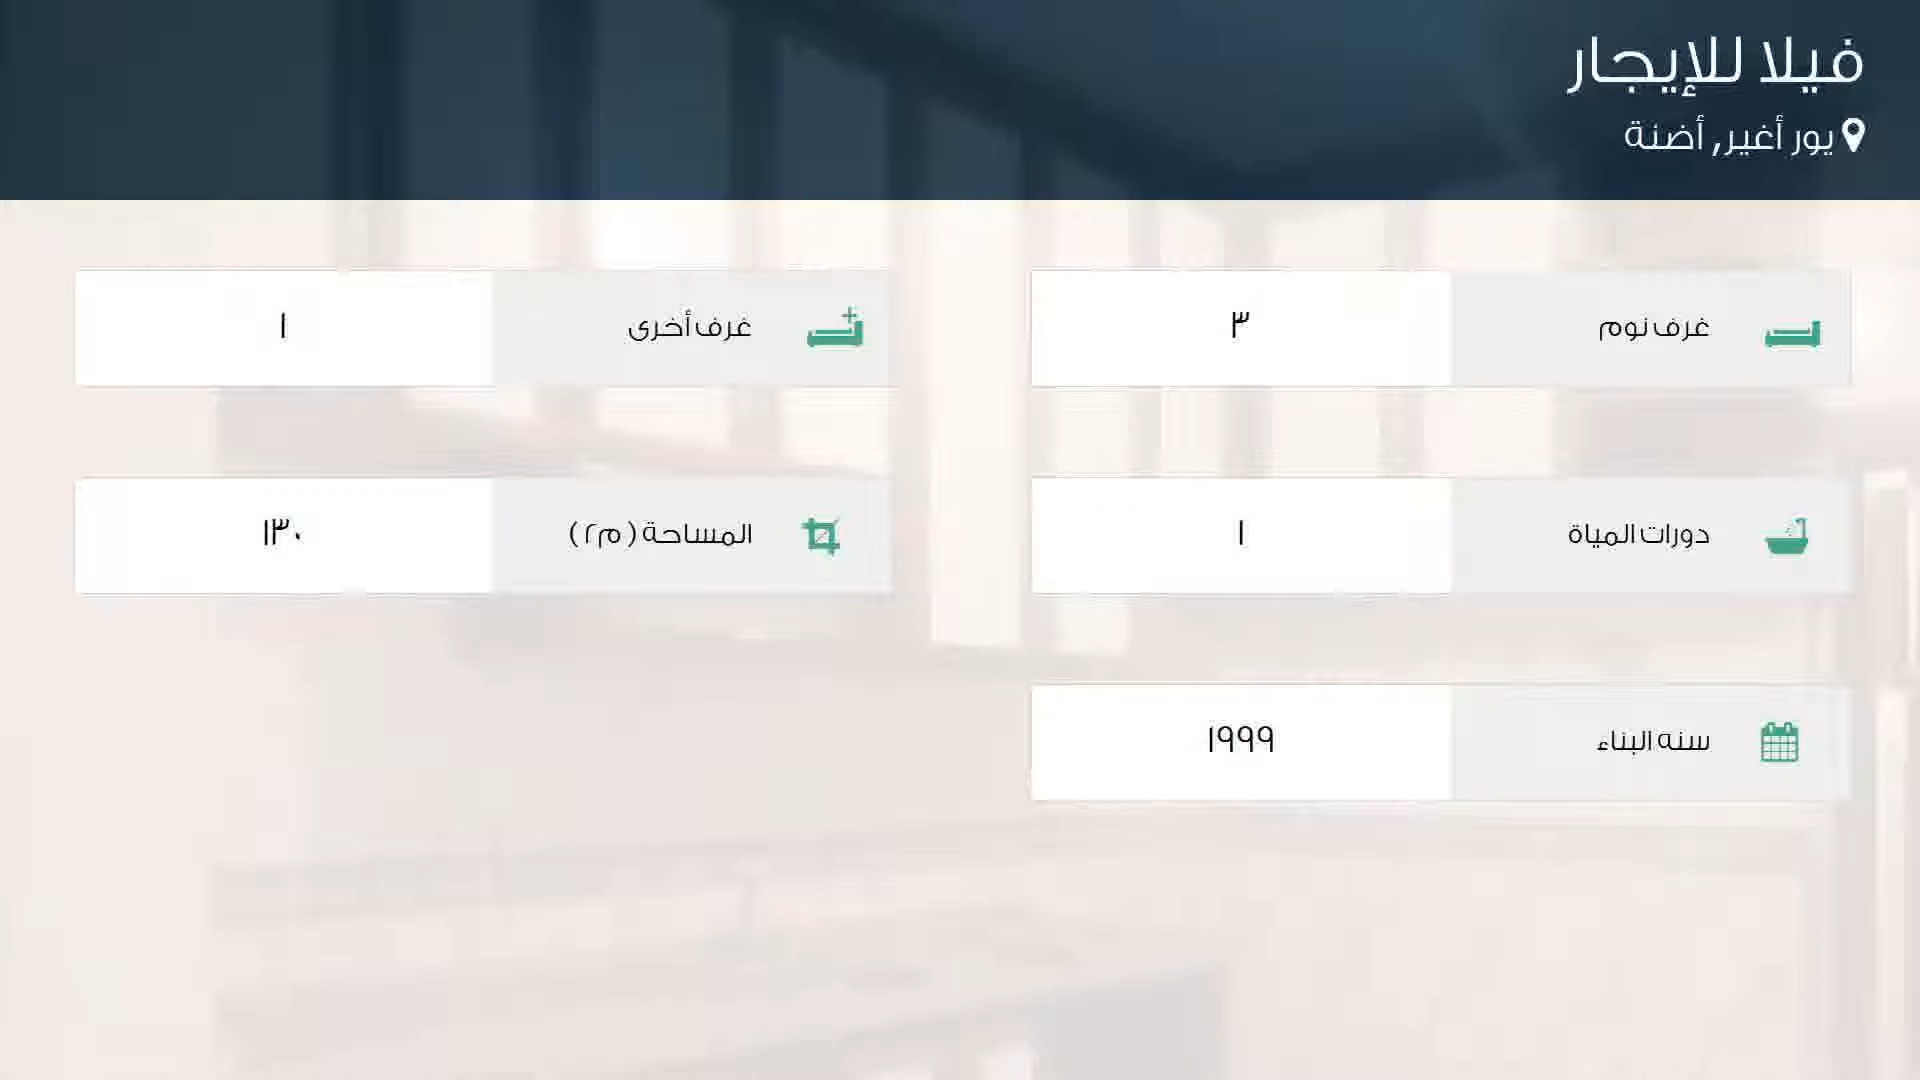 فيلا للإيجار
يور أغير, أضنة
غرف نوم
٣
غرف أخرى
١
دورات المياة
١
المساحة (م٢)
١٣٠
سنه البناء
١٩٩٩